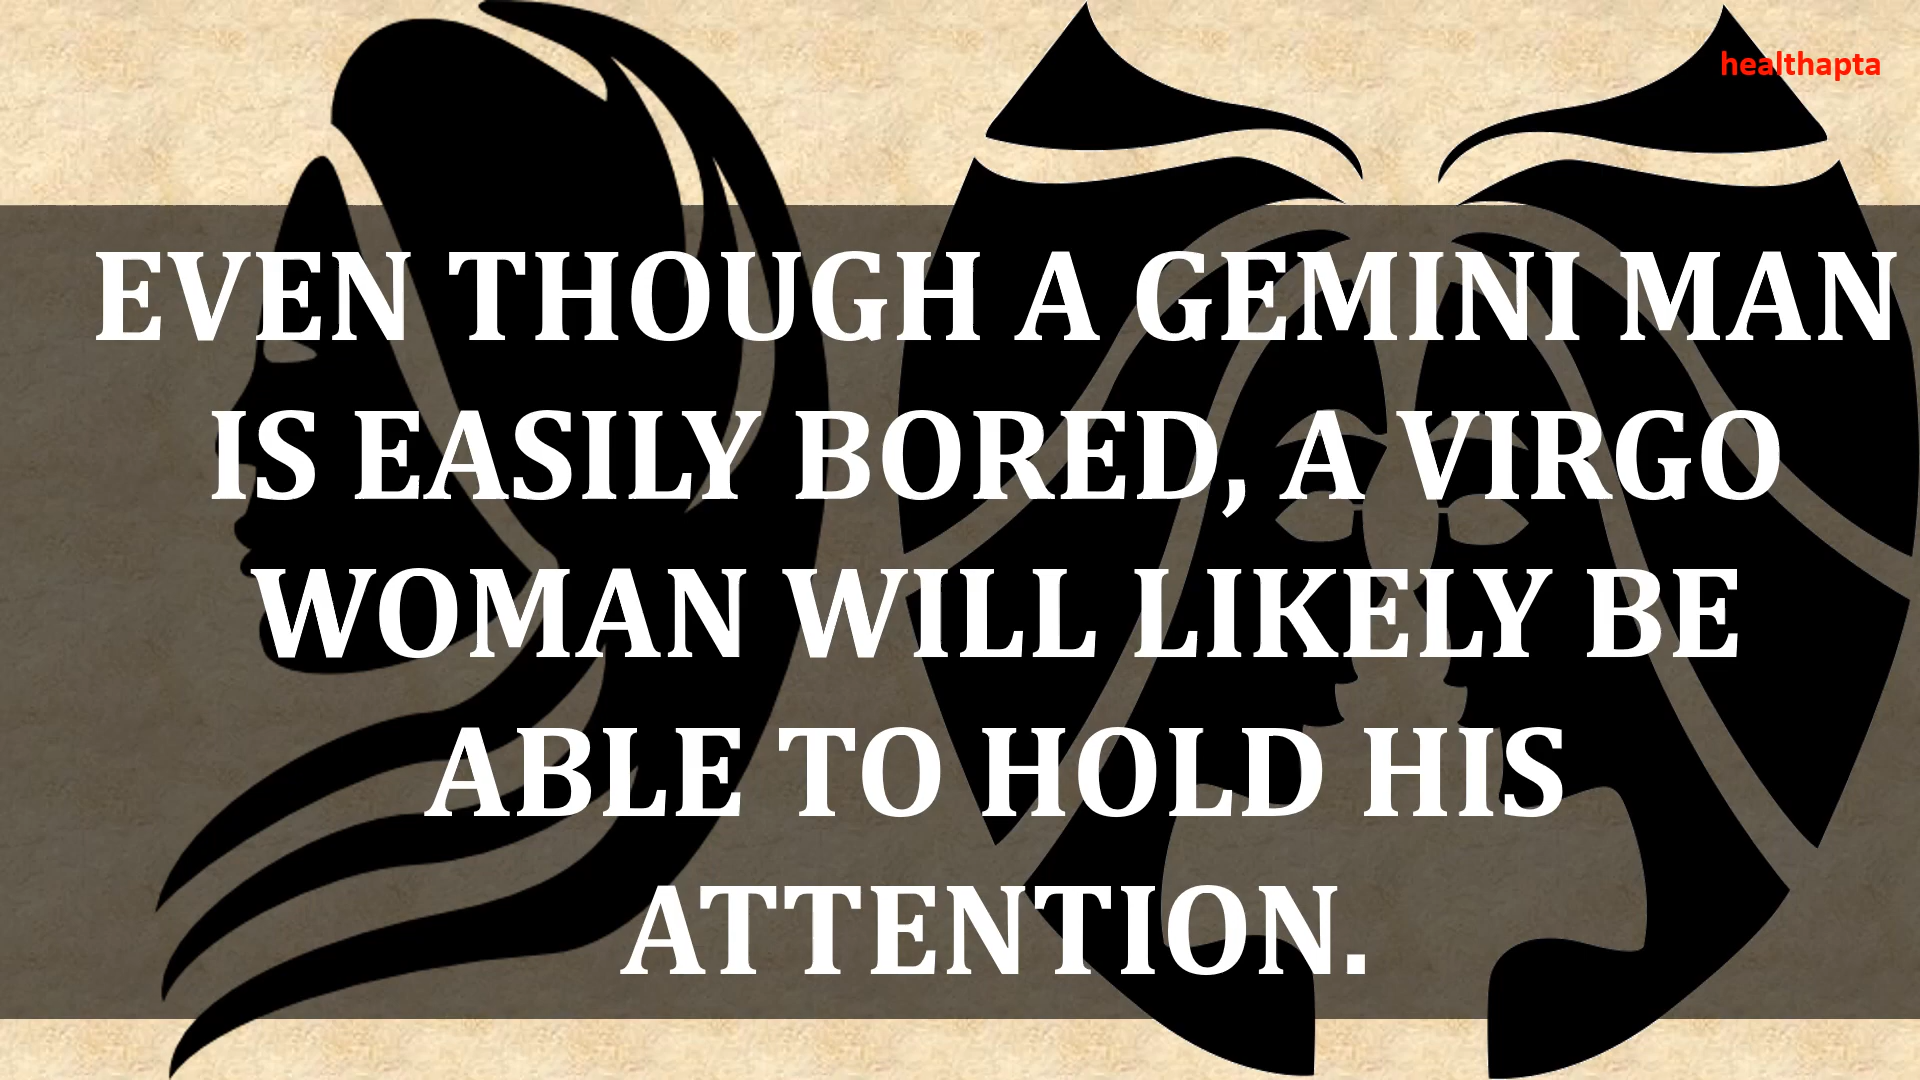 healthapta
EVEN THOUGH A GEMINI MAN
IS EASILY BORED, A VIRGO
WOMAN WILL LIKELY BE
ABLE TO HOLD HIS
ATTENTION.